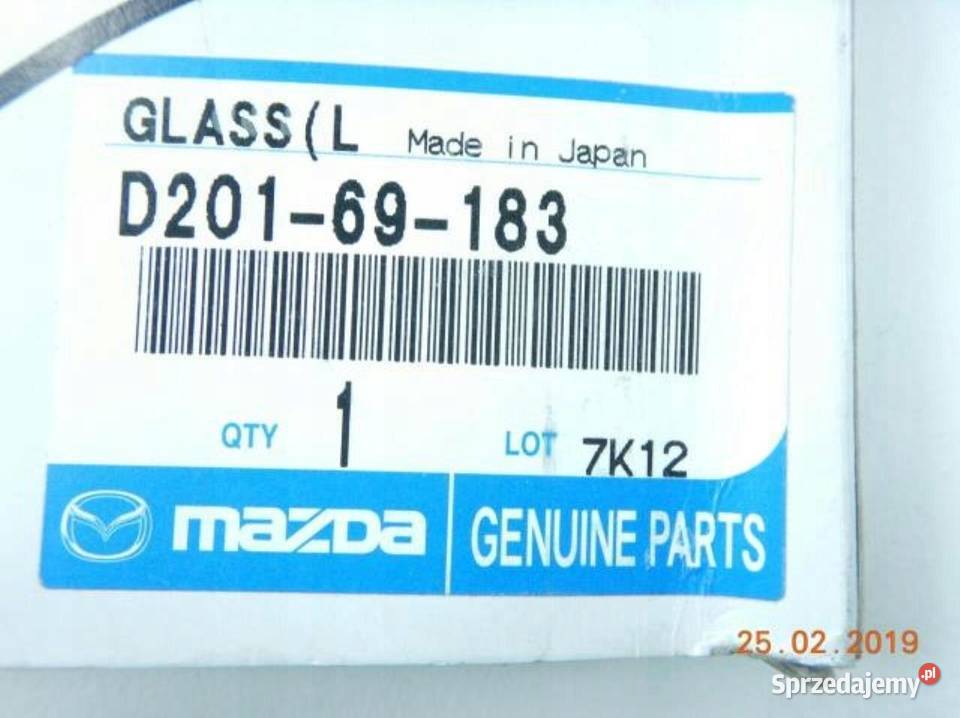 GLASS(L Made in Japan
D201-69-183
QTY 1 LOT 7K12
mazda GENUINE PARTS
25.02.2019
Sprzedajemy.pl